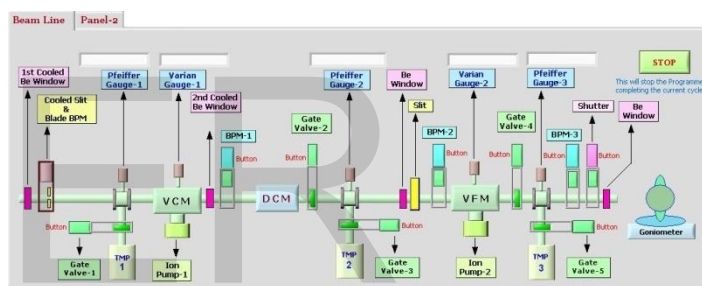 Beam Line
Panel-2
1st Cooled
Be Window
Pfeiffer
Gauge-1
Varian
Gauge-1
Pfeiffer
Gauge-2
Be
Window
Varian
Gauge-2
Pfeiffer
Gauge-3
STOP
This will stop the Programme
completing the current cycle
Cooled Slit
&
Blade BPM
2nd Cooled
Be Window
Gate
Valve-2
Slit
Gate
Valve-4
Shutter
Be
Window
BPM-1
BPM-2
BPM-3
Button
Button
Button
Button
Button
Button
VCM
DCM
VFM
Button
Button
Button
Goniometer
TMP
1
TMP
2
TMP
3
Gate
Valve-1
Ion
Pump-1
Gate
Valve-3
Ion
Pump-2
Gate
Valve-5
ER